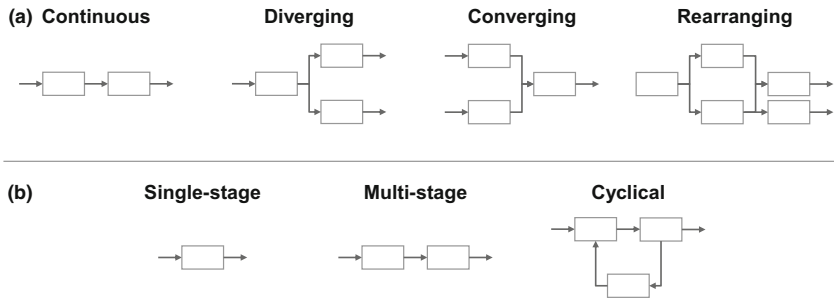 (a) Continuous Diverging Converging Rearranging
(b) Single-stage Multi-stage Cyclical